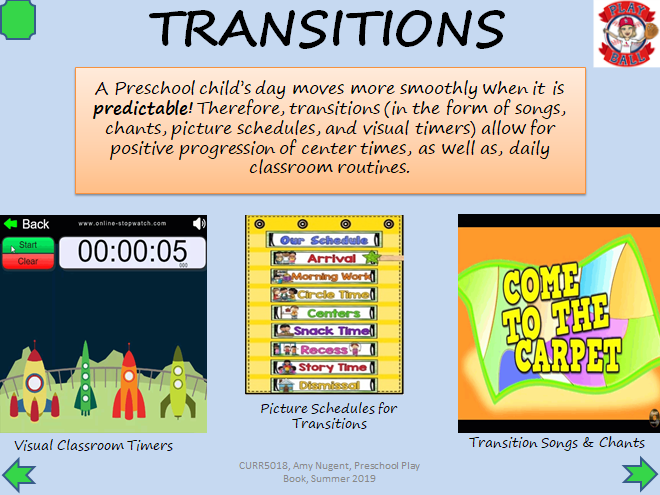 TRANSITIONS
PLAY
BALL
A Preschool child's day moves more smoothly when it is
predictable! Therefore, transitions (in the form of songs,
chants, picture schedules, and visual timers) allow for
positive progression of center times, as well as, daily
classroom routines.
Back
www.online-stopwatch.com
Start
Clear
00:00:05
000
Our Schedule
Arrival
Morning Work
Circle Time
Centers
Snack Time
Recess
Story Time
Dismissal
COME
TO THE
CARPET
Visual Classroom Timers
Picture Schedules for
Transitions
Transition Songs & Chants
CURR5018, Amy Nugent, Preschool Play
Book, Summer 2019